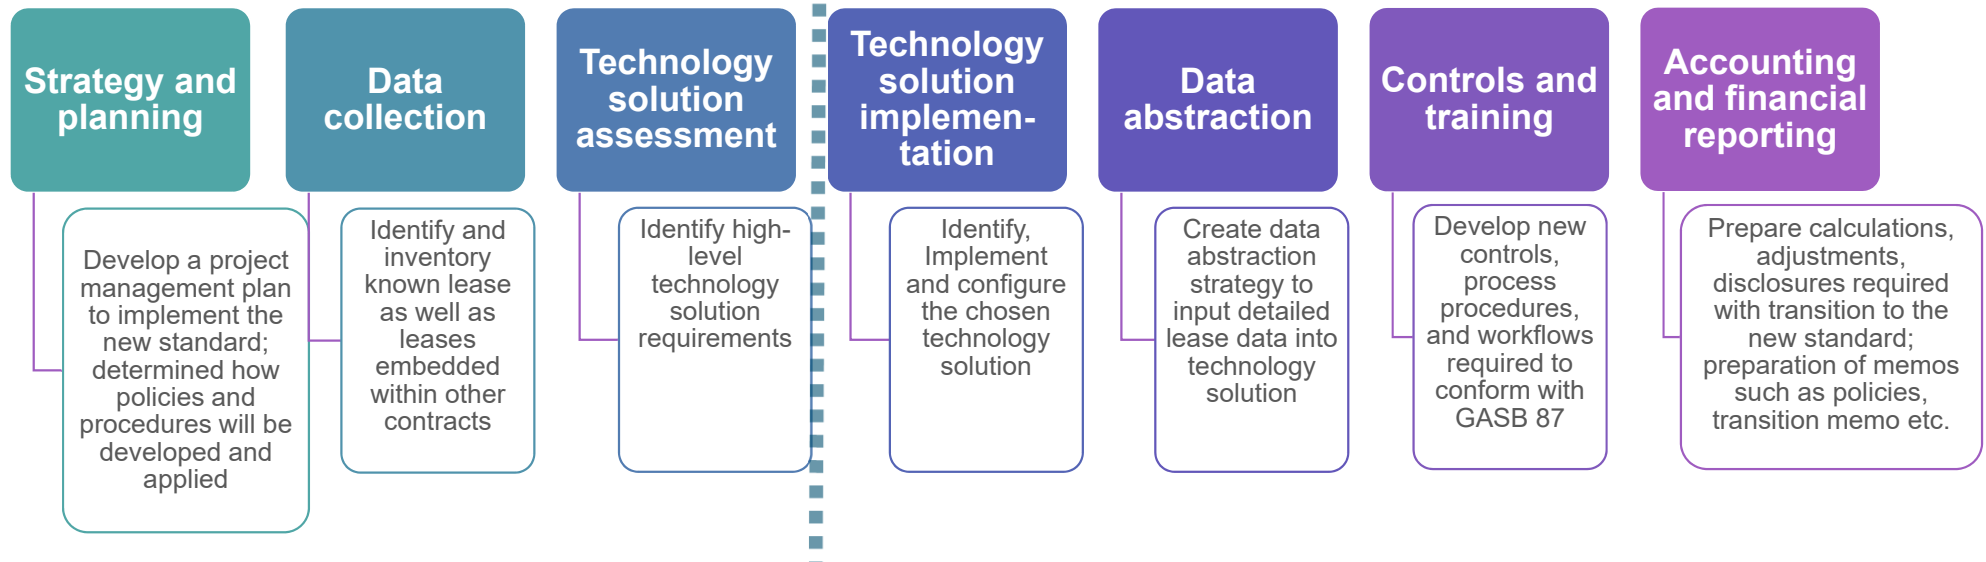 Strategy and
planning
Develop a project
management plan
to implement the
new standard;
determined how
policies and
procedures will be
developed and
applied
Data
collection
Identify and
inventory
known lease
as well as
leases
embedded
within other
contracts
Technology
solution
assessment
Identify high-
level
technology
solution
requirements
Technology
solution
implemen-
tation
Identify,
Implement
and configure
the chosen
technology
solution
Data
abstraction
Create data
abstraction
strategy to
input detailed
lease data into
technology
solution
Controls and
training
Develop new
controls,
process
procedures,
and workflows
required to
conform with
GASB 87
Accounting
and financial
reporting
Prepare calculations,
adjustments,
disclosures required
with transition to the
new standard;
preparation of memos
such as policies,
transition memo etc.